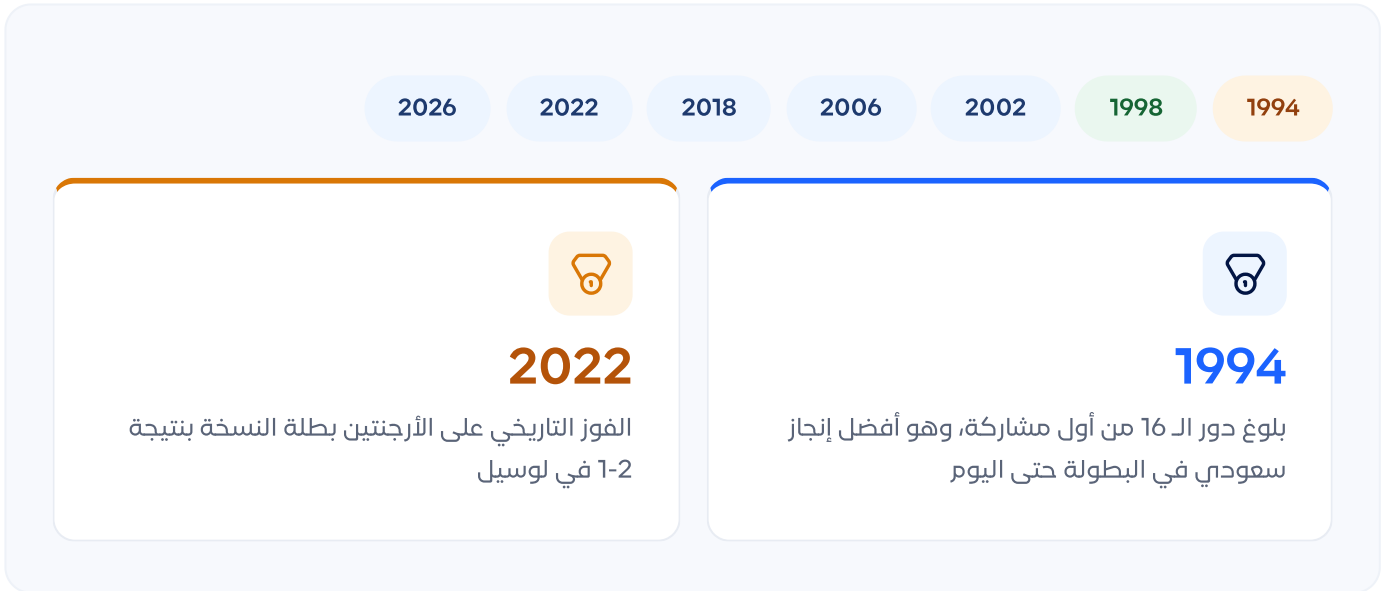 1994
1998
2002
2006
2018
2022
2026
1994
بلوغ دور الـ 16 من أول مشاركة، وهو أفضل إنجاز
سعودي في البطولة حتى اليوم
2022
الفوز التاريخي على الأرجنتين بطلة النسخة بنتيجة
2-1 في لوسيل